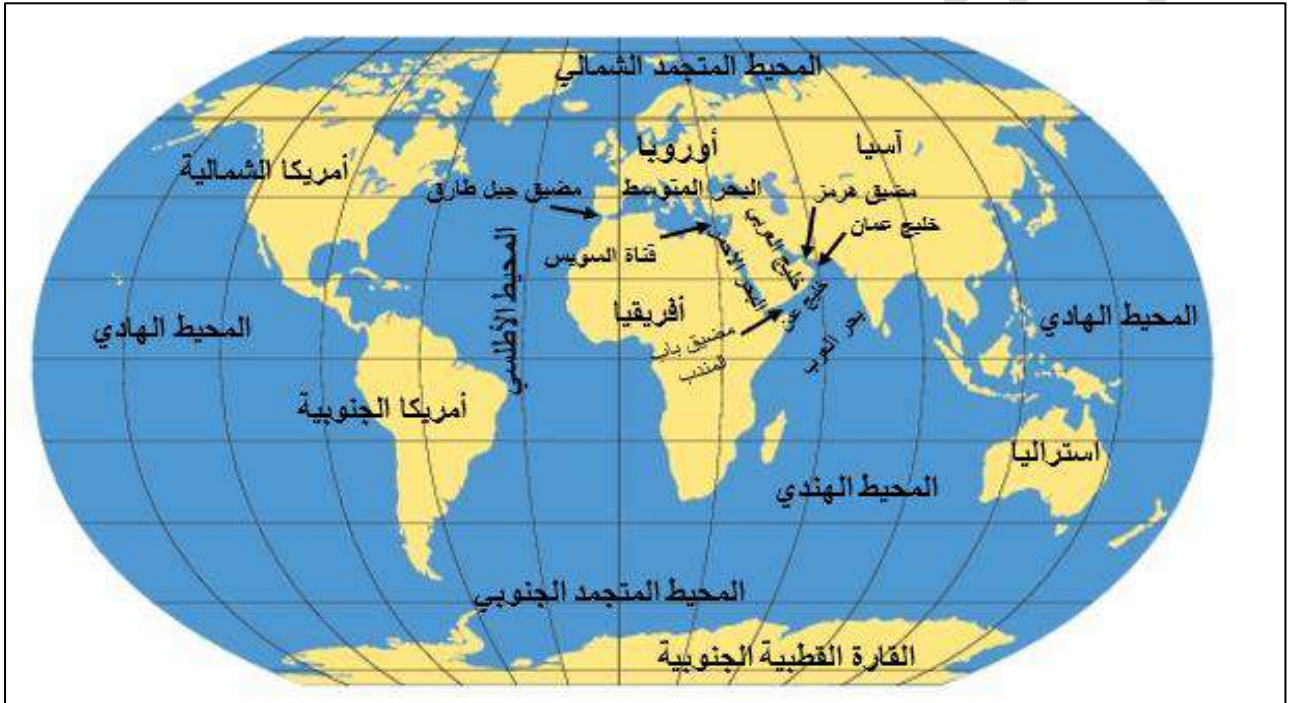 المحيط المتجمد الشمالي
أوروبا
آسيا
أمريكا الشمالية
مضيق جبل طارق
البحر المتوسط
مضيق هرمز
خليج عمان
قناة السويس
خليج العربي
البحر الأحمر
خليج عدن
المحيط الأطلسي
أفريقيا
المحيط الهادي
المحيط الهادي
مضيق باب
المندب
بحر العرب
أمريكا الجنوبية
استراليا
المحيط الهندي
المحيط المتجمد الجنوبي
القارة القطبية الجنوبية